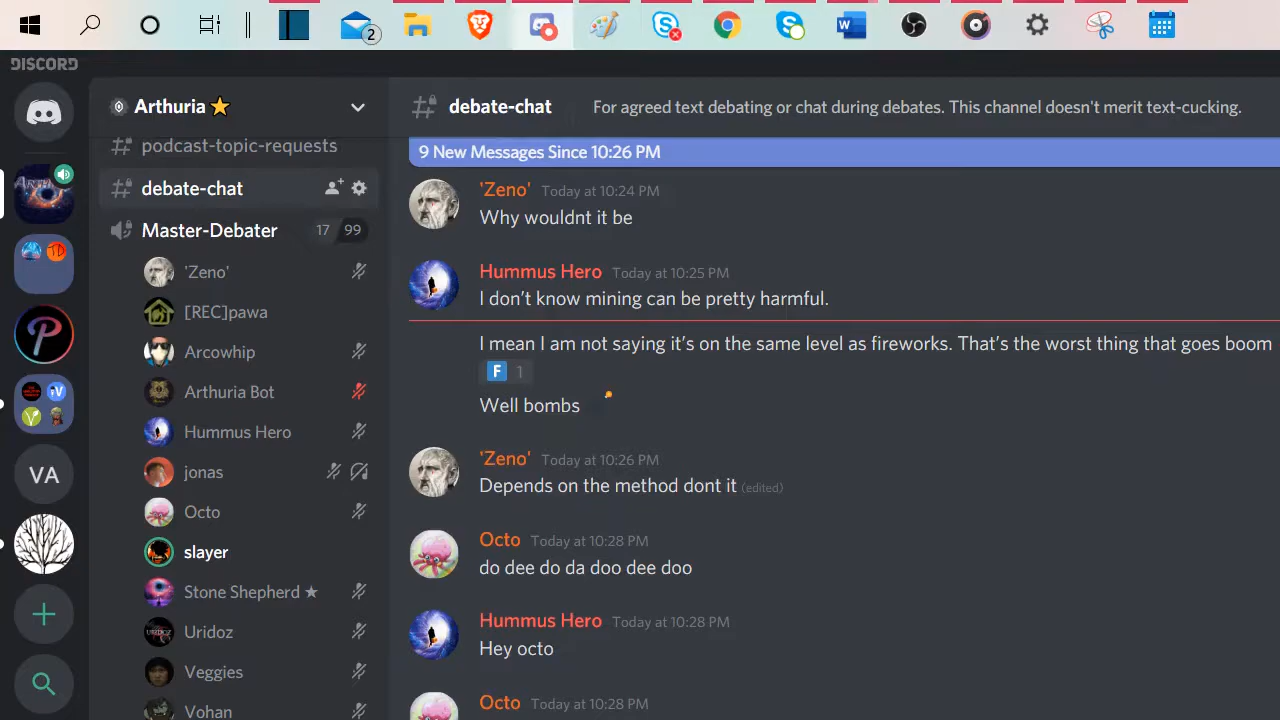 2
DISCORD
Arthuria
debate-chat
For agreed text debating or chat during debates. This channel doesn't merit text-cucking.
podcast-topic-requests
debate-chat
Master-Debater 17 99
'Zeno'
[REC]pawa
Arcowhip
Arthuria Bot
Hummus Hero
jonas
Octo
slayer
Stone Shepherd ★
Uridoz
Veggies
Vohan
VA
9 New Messages Since 10:26 PM
'Zeno' Today at 10:24 PM
Why wouldnt it be
Hummus Hero Today at 10:25 PM
I don't know mining can be pretty harmful.
I mean I am not saying it's on the same level as fireworks. That's the worst thing that goes boom
F 1
Well bombs
'Zeno' Today at 10:26 PM
Depends on the method dont it (edited)
Octo Today at 10:28 PM
do dee do da doo dee doo
Hummus Hero Today at 10:28 PM
Hey octo
Octo Today at 10:28 PM